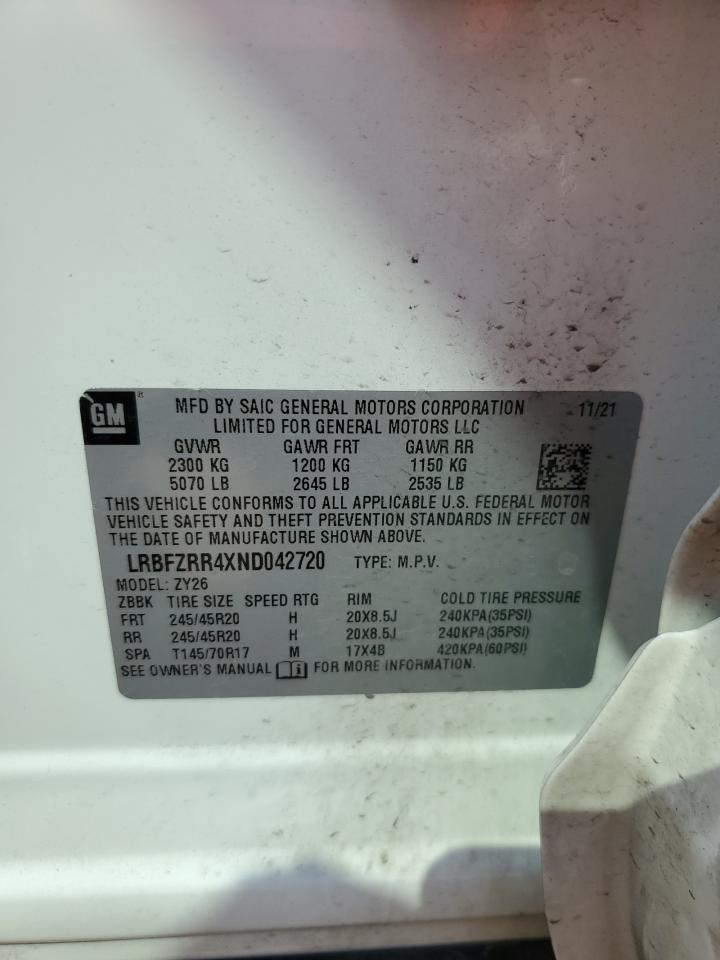 GM
MFD BY SAIC GENERAL MOTORS CORPORATION 11/21
LIMITED FOR GENERAL MOTORS LLC
GVWR GAWR FRT GAWR RR
2300 KG 1200 KG 1150 KG
5070 LB 2645 LB 2535 LB
THIS VEHICLE CONFORMS TO ALL APPLICABLE U.S. FEDERAL MOTOR
VEHICLE SAFETY AND THEFT PREVENTION STANDARDS IN EFFECT ON
THE DATE OF MANUFACTURE SHOWN ABOVE.
LRBFZRR4XND042720 TYPE: M.P.V.
MODEL: ZY26
ZBBK TIRE SIZE SPEED RTG RIM COLD TIRE PRESSURE
FRT 245/45R20 H 20X8.5J 240KPA(35PSI)
RR 245/45R20 H 20X8.5J 240KPA(35PSI)
SPA T145/70R17 M 17X4B 420KPA(60PSI)
SEE OWNER'S MANUAL i FOR MORE INFORMATION.